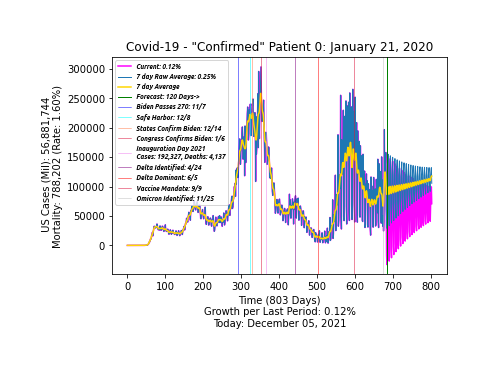 Covid-19 - "Confirmed" Patient 0: January 21, 2020
Current: 0.12%
7 day Raw Average: 0.25%
7 day Average
Forecast: 120 Days->
Biden Passes 270: 11/7
Safe Harbor: 12/8
States Confirm Biden: 12/14
Congress Confirms Biden: 1/6
Inauguration Day 2021
Cases: 192,327, Deaths: 4,137
Delta Identified: 4/24
Delta Dominant: 6/5
Vaccine Mandate: 9/9
Omicron Identified: 11/25
300000
250000
200000
150000
100000
50000
0
US Cases (Mil): 56,881,744
Mortality: 788,202 (Rate: 1.60%)
0 100 200 300 400 500 600 700 800
Time (803 Days)
Growth per Last Period: 0.12%
Today: December 05, 2021